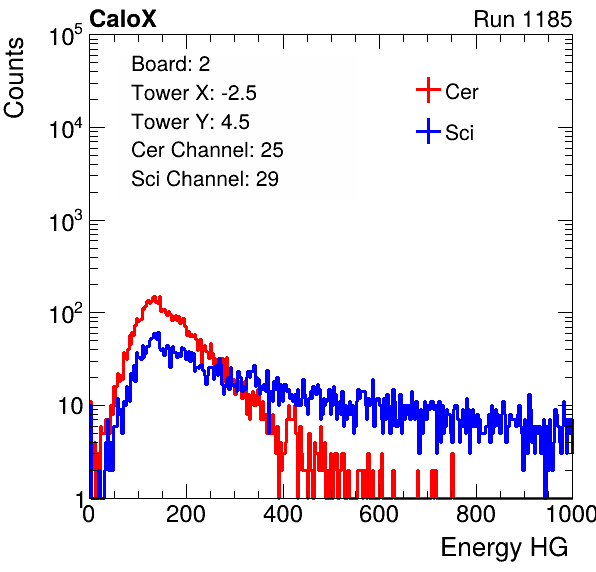 CaloX Run 1185
Counts
Board: 2
Tower X: -2.5
Tower Y: 4.5
Cer Channel: 25
Sci Channel: 29
Cer
Sci
10^5
10^4
10^3
10^2
10
1
0 200 400 600 800 1000
Energy HG